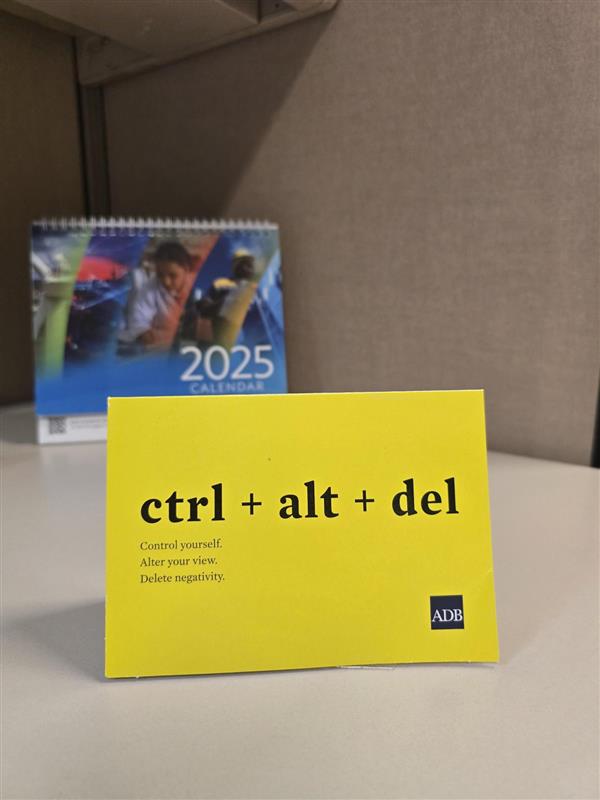 2025
CALENDAR
ctrl + alt + del
Control yourself.
Alter your view.
Delete negativity.
ADB